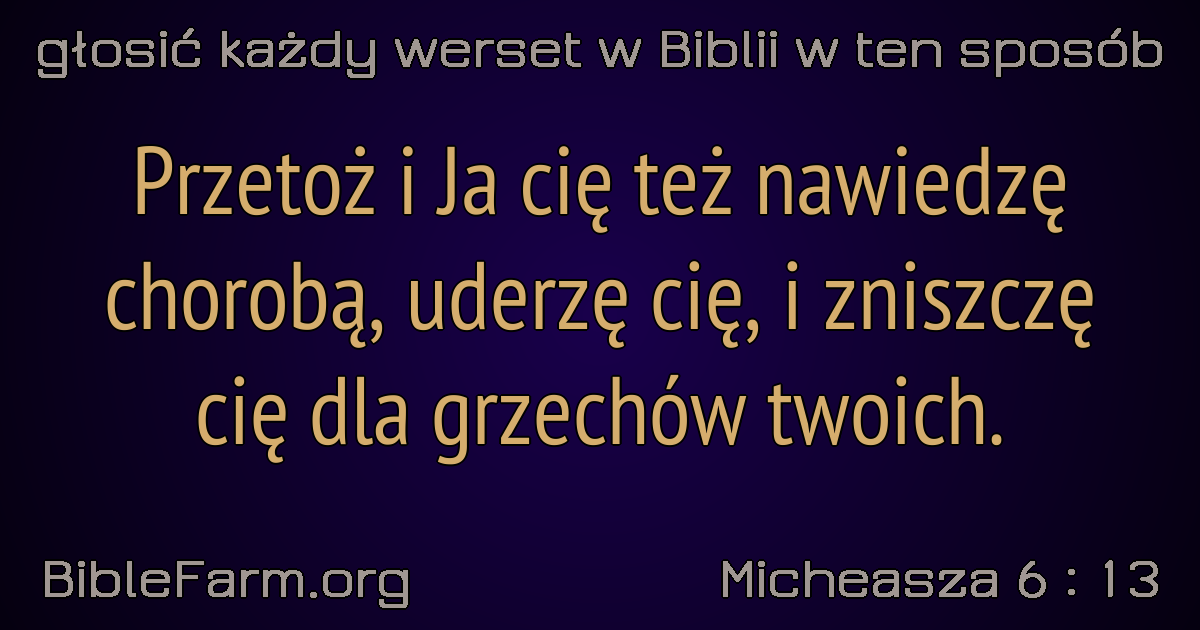 głosić każdy werset w Biblii w ten sposób
Przetoż i Ja cię też nawiedzę
chorobą, uderzę cię, i zniszczę
cię dla grzechów twoich.
BibleFarm.org
Micheasza 6 : 13